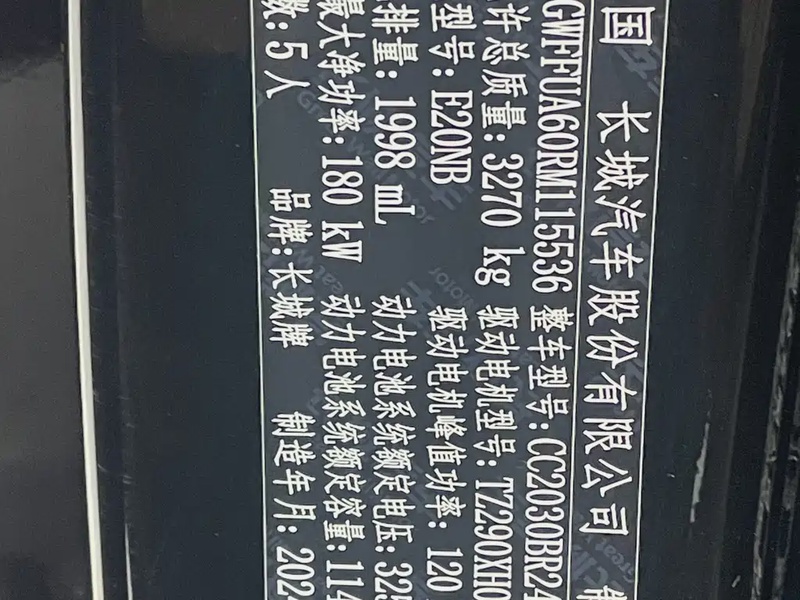 国 长城汽车股份有限公司
GWFFUA60RM115536 整车型号:CC2030BR24
许总质量: 3270 kg 驱动电机型号:TZ290XH0
型号: E20NB 驱动电机峰值功率: 120
排量: 1998 mL 动力电池系统额定电压:325
最大净功率:180 kW 动力电池系统额定容量:114
数:5人 品牌:长城牌 制造年月:202